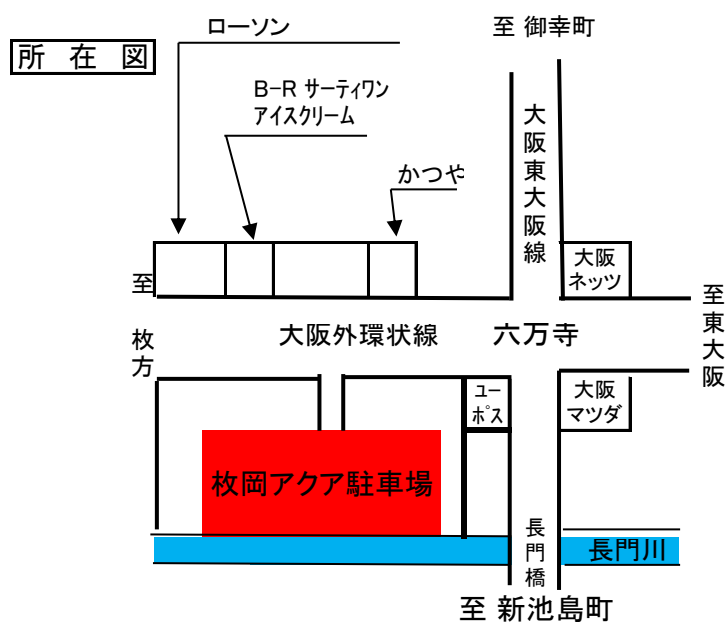 ローソン
至 御幸町
所 在 図
B-R サーティワン
アイスクリーム
大阪東大阪線
かつや
大阪
ネッツ
至 枚方
至 東大阪
大阪外環状線
六万寺
ユー
ポス
大阪
マツダ
枚岡アクア駐車場
長門橋
長門川
至 新池島町